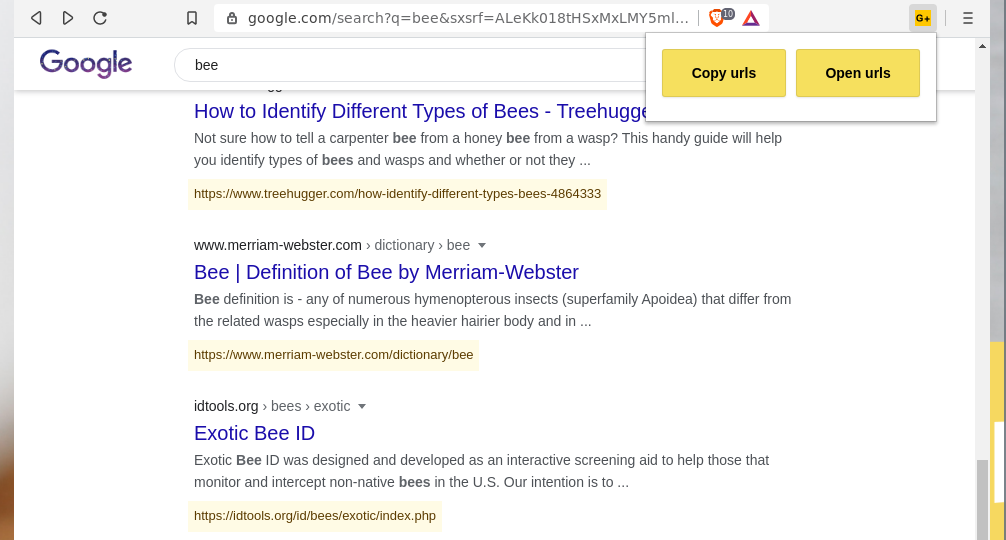 google.com/search?q=bee&sxsrf=ALeKk018tHSxMxLMY5ml...
10
G+
Google
bee
Copy urls
Open urls
How to Identify Different Types of Bees - Treehugge
Not sure how to tell a carpenter bee from a honey bee from a wasp? This handy guide will help
you identify types of bees and wasps and whether or not they ...
https://www.treehugger.com/how-identify-different-types-bees-4864333
www.merriam-webster.com › dictionary › bee
Bee | Definition of Bee by Merriam-Webster
Bee definition is - any of numerous hymenopterous insects (superfamily Apoidea) that differ from
the related wasps especially in the heavier hairier body and in ...
https://www.merriam-webster.com/dictionary/bee
idtools.org › bees › exotic
Exotic Bee ID
Exotic Bee ID was designed and developed as an interactive screening aid to help those that
monitor and intercept non-native bees in the U.S. Our intention is to ...
https://idtools.org/id/bees/exotic/index.php